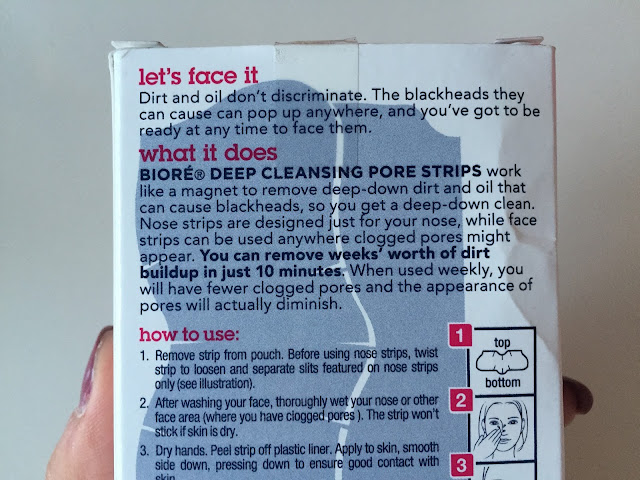 let's face it
Dirt and oil don't discriminate. The blackheads they
can cause can pop up anywhere, and you've got to be
ready at any time to face them.
what it does
BIORÉ® DEEP CLEANSING PORE STRIPS work
like a magnet to remove deep-down dirt and oil that
can cause blackheads, so you get a deep-down clean.
Nose strips are designed just for your nose, while face
strips can be used anywhere clogged pores might
appear. You can remove weeks' worth of dirt
buildup in just 10 minutes. When used weekly, you
will have fewer clogged pores and the appearance of
pores will actually diminish.
how to use:
1. Remove strip from pouch. Before using nose strips, twist
strip to loosen and separate slits featured on nose strips
only (see illustration).
2. After washing your face, thoroughly wet your nose or other
face area (where you have clogged pores ). The strip won't
stick if skin is dry.
3. Dry hands. Peel strip off plastic liner. Apply to skin, smooth
side down, pressing down to ensure good contact with
skin.
1
top
bottom
2
3